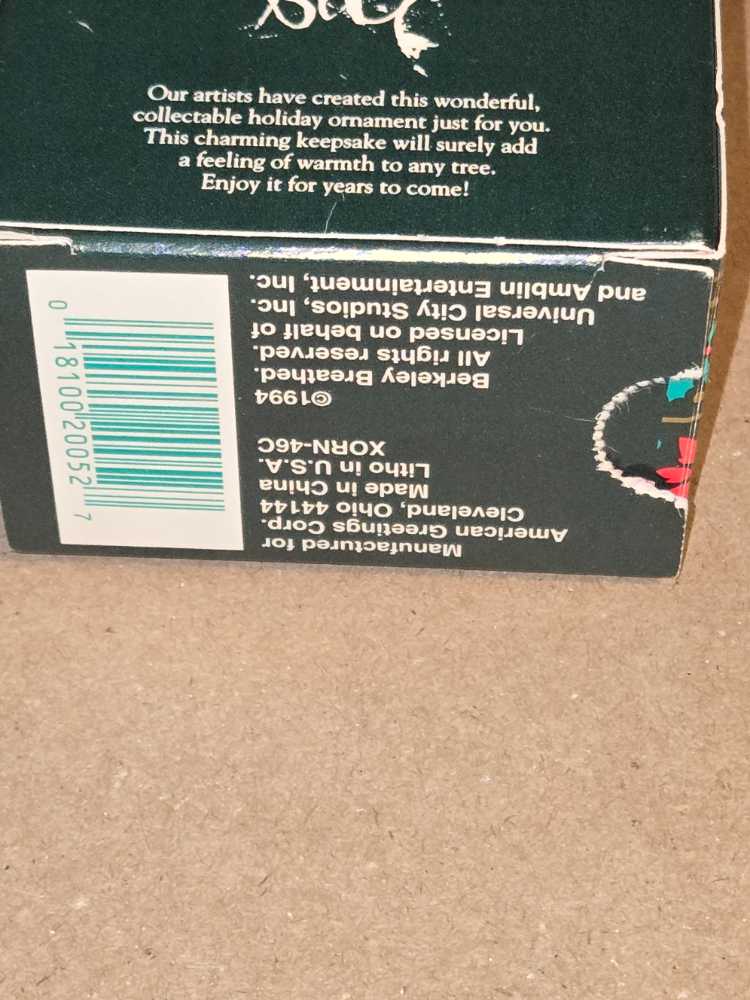 Our artists have created this wonderful,
collectable holiday ornament just for you.
This charming keepsake will surely add
a feeling of warmth to any tree.
Enjoy it for years to come!
Manufactured for
American Greetings Corp.
Cleveland, Ohio 44144
Made in China
Litho in U.S.A.
XORN-46C
©1994
Berkeley Breathed.
All rights reserved.
Licensed on behalf of
Universal City Studios, Inc.
and Amblin Entertainment, Inc.
0 18100 20052 7